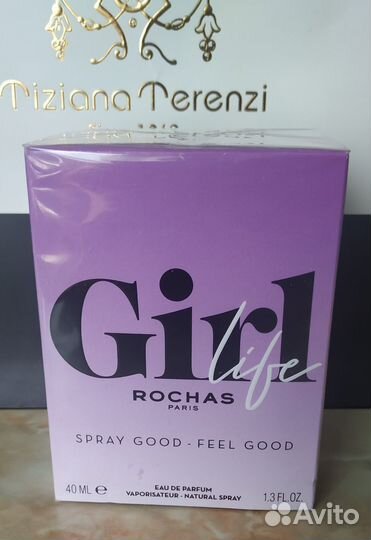 Tiziana Terenzi
Girl
life
ROCHAS
PARIS
SPRAY GOOD - FEEL GOOD
40 ML e
EAU DE PARFUM
VAPORISATEUR - NATURAL SPRAY
1.3 FL.OZ.
Avito